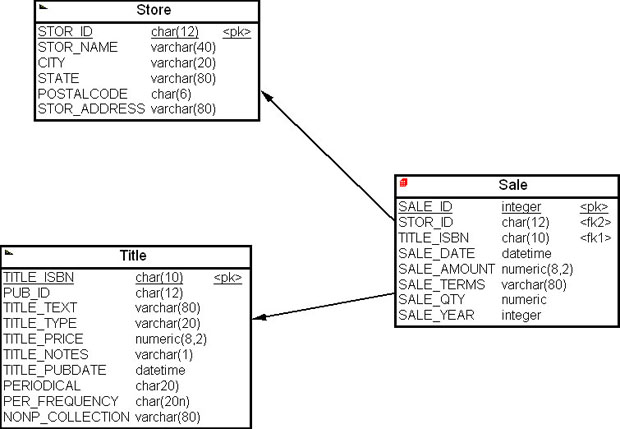 Store
STOR_ID char(12) <pk>
STOR_NAME varchar(40)
CITY varchar(20)
STATE varchar(80)
POSTALCODE char(6)
STOR_ADDRESS varchar(80)
Sale
SALE_ID integer <pk>
STOR_ID char(12) <fk2>
TITLE_ISBN char(10) <fk1>
SALE_DATE datetime
SALE_AMOUNT numeric(8,2)
SALE_TERMS varchar(80)
SALE_QTY numeric
SALE_YEAR integer
Title
TITLE_ISBN char(10) <pk>
PUB_ID char(12)
TITLE_TEXT varchar(80)
TITLE_TYPE varchar(20)
TITLE_PRICE numeric(8,2)
TITLE_NOTES varchar(1)
TITLE_PUBDATE datetime
PERIODICAL char20)
PER_FREQUENCY char(20n)
NONP_COLLECTION varchar(80)